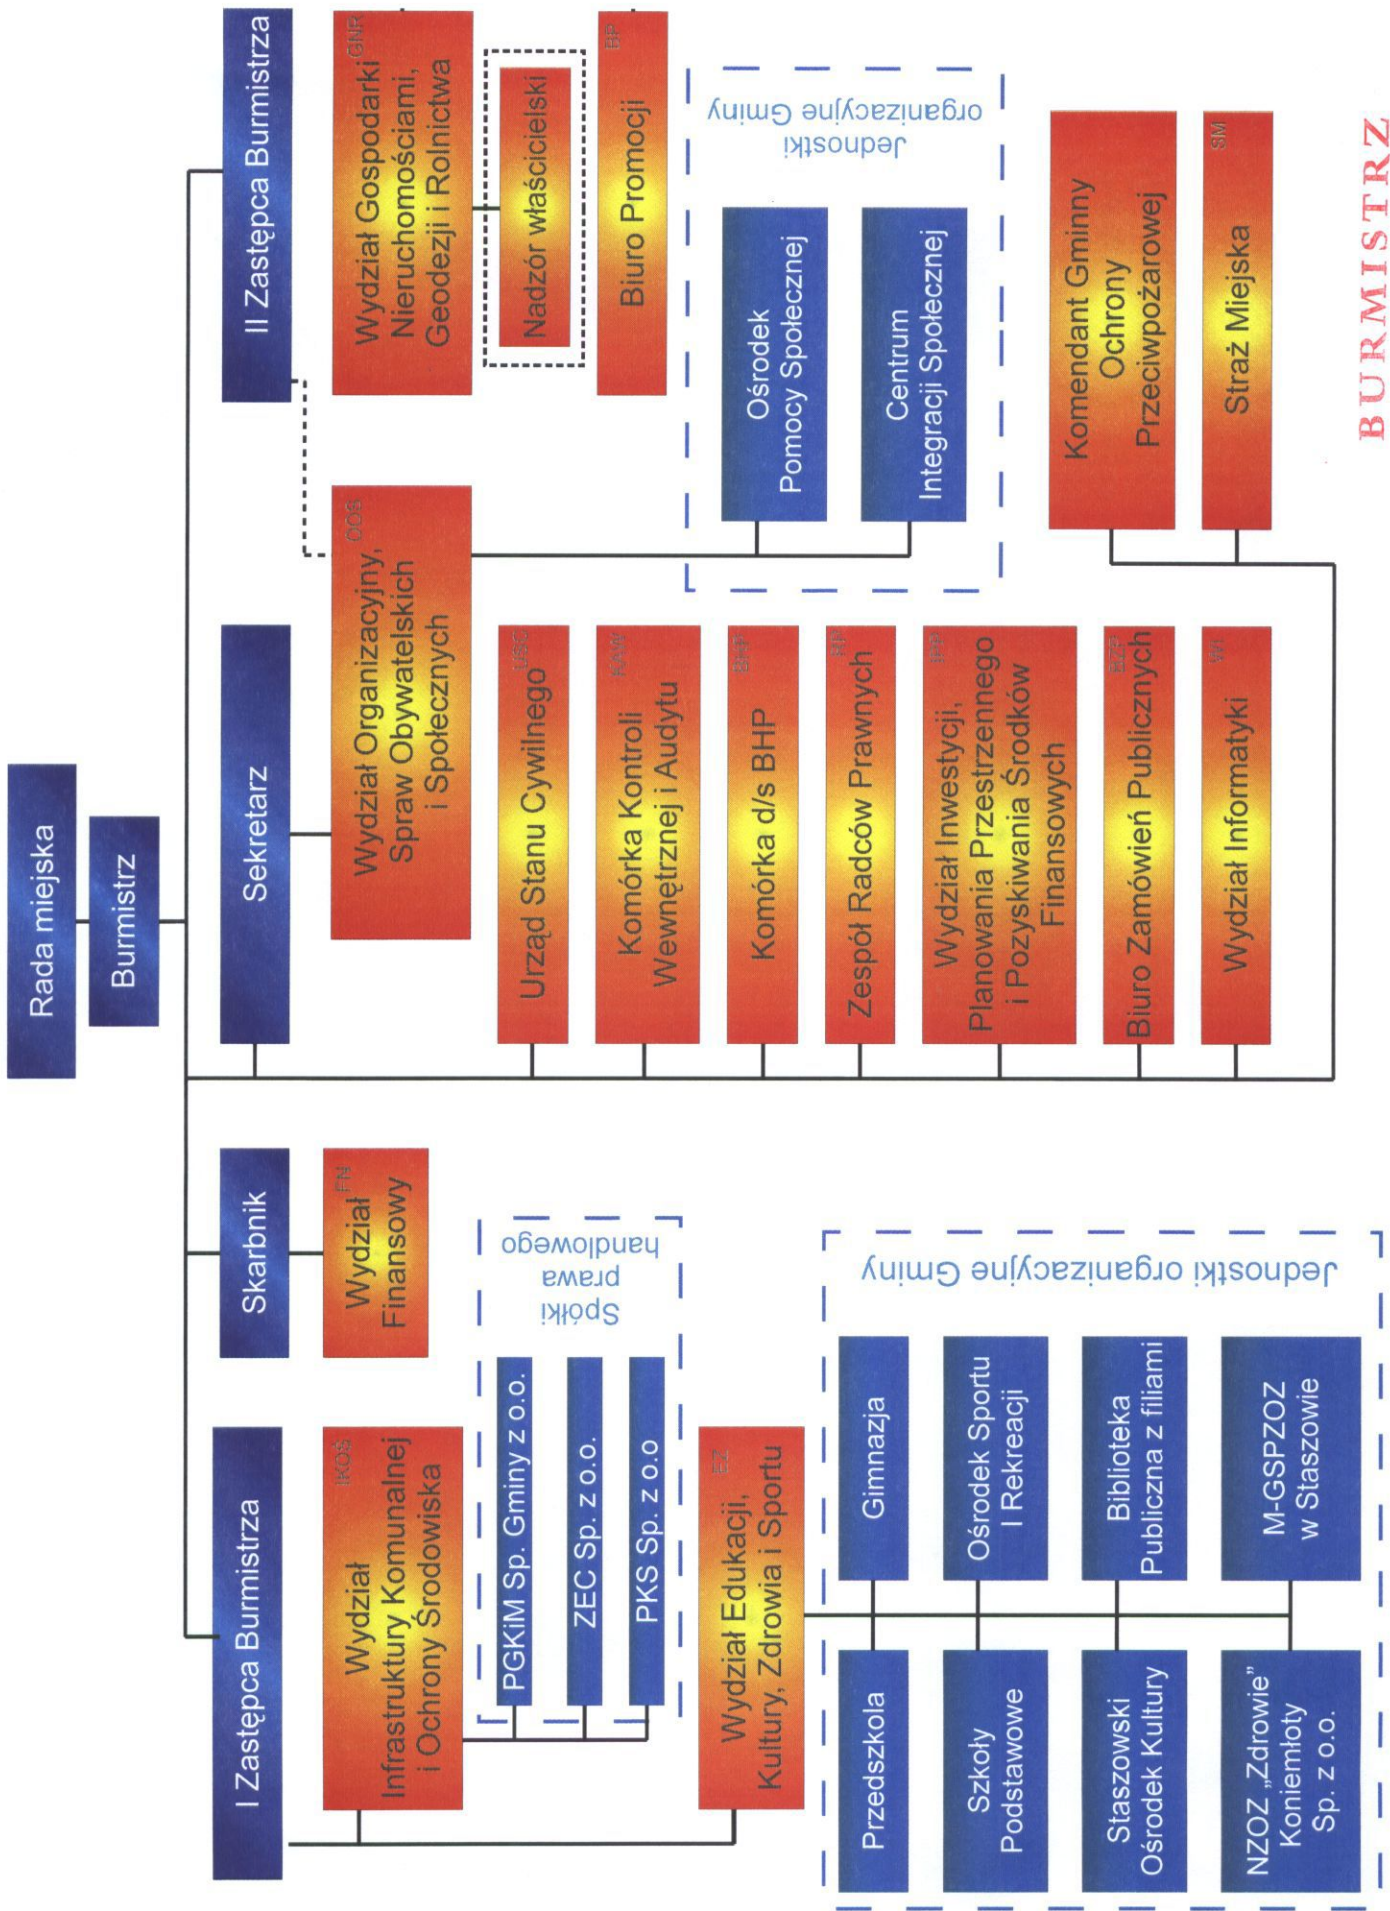 Rada miejska
Burmistrz
I Zastępca Burmistrza
Skarbnik
Sekretarz
II Zastępca Burmistrza
Wydział
Infrastruktury Komunalnej
i Ochrony Środowiska
IKOŚ
PGKiM Sp. Gminy z o.o.
ZEC Sp. z o.o.
PKS Sp. z o.o
Spółki
prawa
handlowego
Wydział Edukacji,
Kultury, Zdrowia i Sportu
EZ
Przedszkola
Gimnazja
Szkoły
Podstawowe
Ośrodek Sportu
I Rekreacji
Staszowski
Ośrodek Kultury
Biblioteka
Publiczna z filiami
NZOZ „Zdrowie”
Koniemłoty
Sp. z o.o.
M-GSPZOZ
w Staszowie
Jednostki organizacyjne Gminy
Wydział
Finansowy
FN
Wydział Organizacyjny,
Spraw Obywatelskich
i Społecznych
OOS
Urząd Stanu Cywilnego
USC
Komórka Kontroli
Wewnętrznej i Audytu
Komórka d/s BHP
BHP
Zespół Radców Prawnych
RP
Wydział Inwestycji,
Planowania Przestrzennego
i Pozyskiwania Środków
Finansowych
Biuro Zamówień Publicznych
BZP
Wydział Informatyki
WI
Wydział Gospodarki
Nieruchomościami,
Geodezji i Rolnictwa
GNR
Nadzór właścicielski
Biuro Promocji
BP
Jednostki
organizacyjne Gminy
Ośrodek
Pomocy Społecznej
Centrum
Integracji Społecznej
Komendant Gminny
Ochrony
Przeciwpożarowej
Straż Miejska
SM
BURMISTRZ